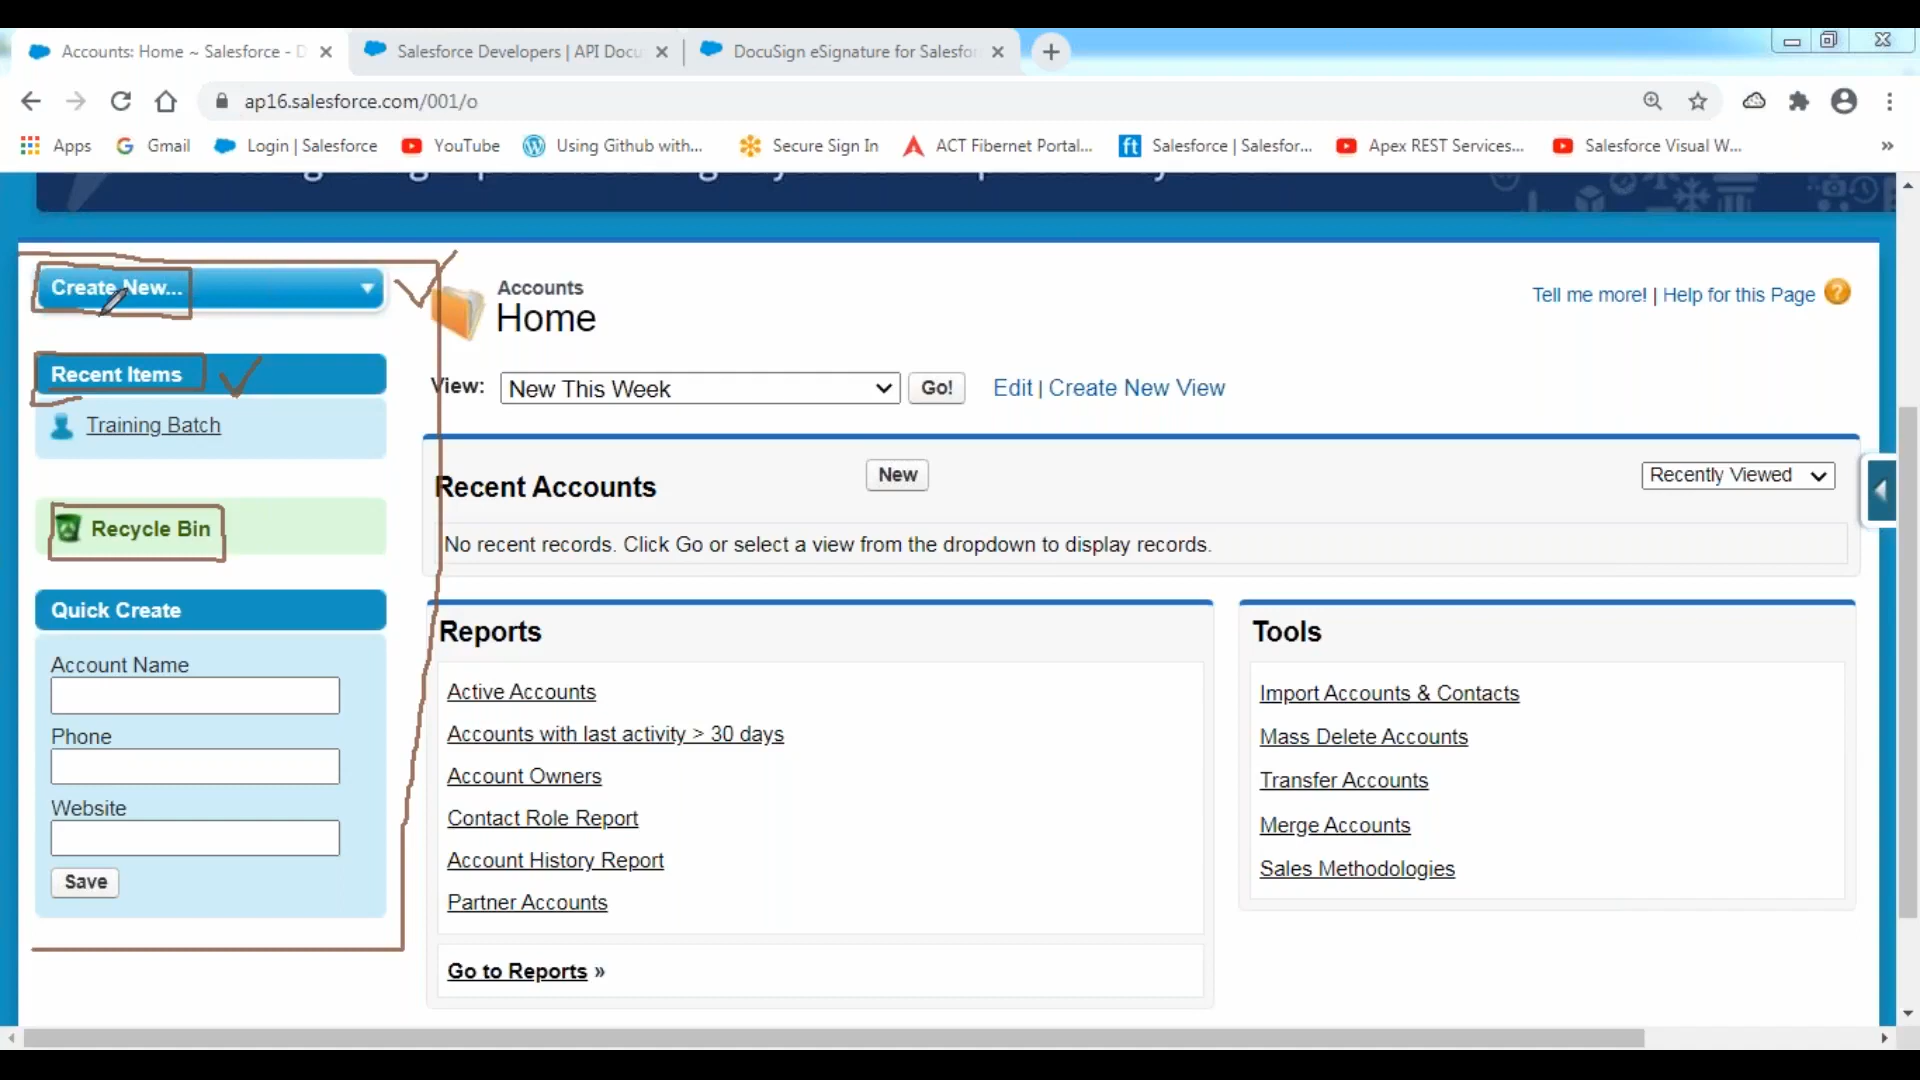 Accounts: Home ~ Salesforce - D
Salesforce Developers | API Docu
DocuSign eSignature for Salesfor
ap16.salesforce.com/001/o
Apps
Gmail
Login | Salesforce
YouTube
Using Github with...
Secure Sign In
ACT Fibernet Portal...
Salesforce | Salesfor...
Apex REST Services...
Salesforce Visual W...
»
Create New...
Accounts
Home
Tell me more! | Help for this Page
Recent Items
Training Batch
View:
New This Week
Go!
Edit | Create New View
Recent Accounts
New
Recently Viewed
No recent records. Click Go or select a view from the dropdown to display records.
Recycle Bin
Quick Create
Account Name
Phone
Website
Save
Reports
Active Accounts
Accounts with last activity > 30 days
Account Owners
Contact Role Report
Account History Report
Partner Accounts
Go to Reports »
Tools
Import Accounts & Contacts
Mass Delete Accounts
Transfer Accounts
Merge Accounts
Sales Methodologies